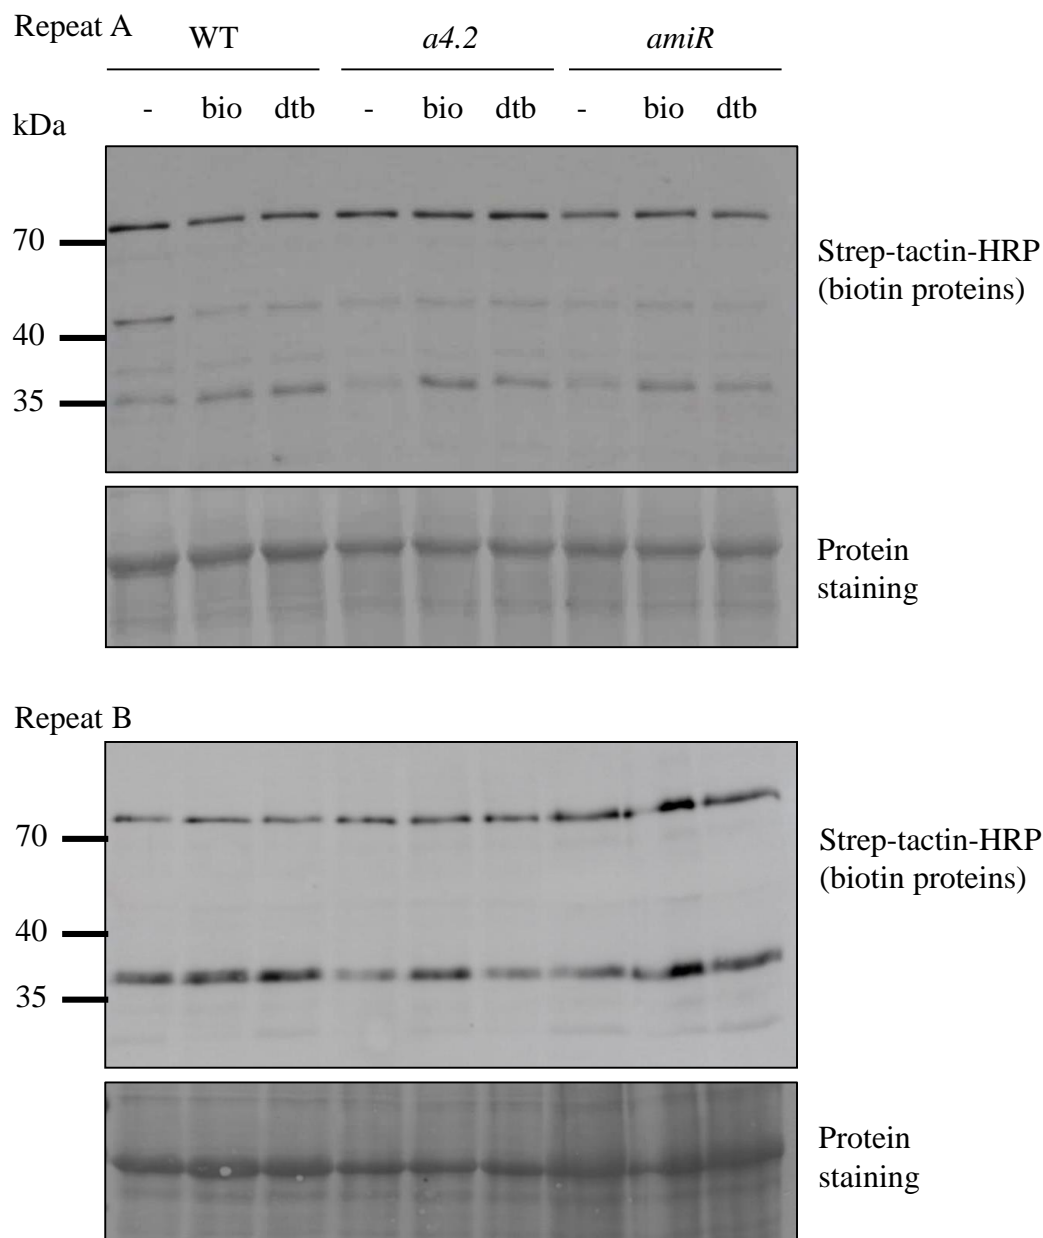 Repeat A
WT a4.2 amiR
- bio dtb - bio dtb - bio dtb
kDa
70
40
35
Strep-tactin-HRP
(biotin proteins)
Protein
staining
Repeat B
70
40
35
Strep-tactin-HRP
(biotin proteins)
Protein
staining